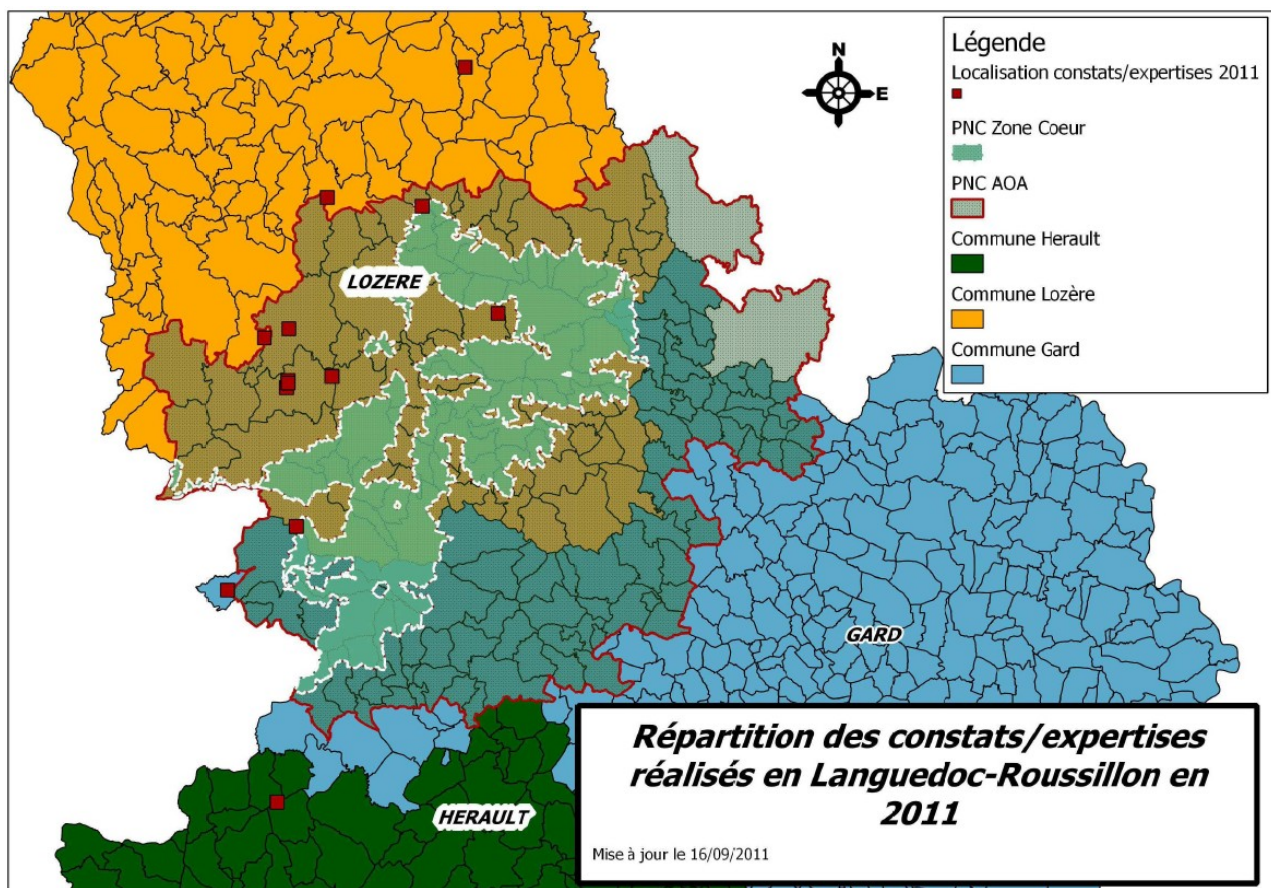 Légende
Localisation constats/expertises 2011
PNC Zone Coeur
PNC AOA
Commune Herault
Commune Lozère
Commune Gard
N
E
LOZERE
GARD
HERAULT
Répartition des constats/expertises
réalisés en Languedoc-Roussillon en
2011
Mise à jour le 16/09/2011